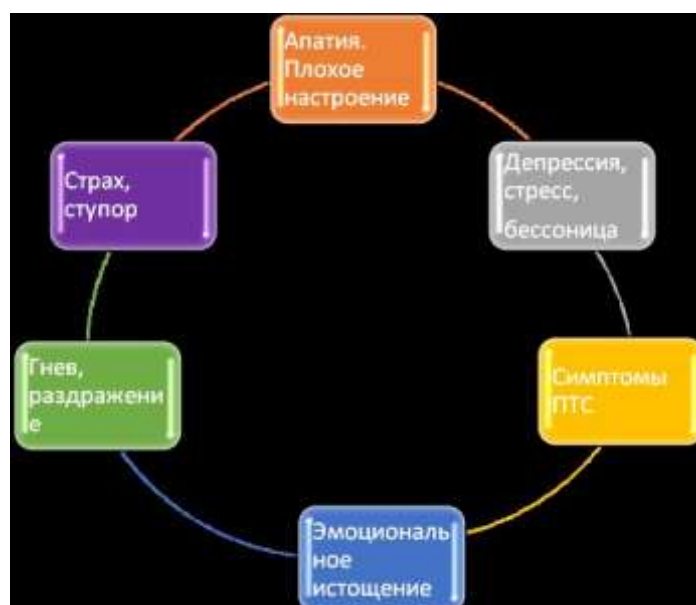 Апатия.
Плохое
настроение
Депрессия,
стресс,
бессоница
Симптомы
ПТС
Эмоциональ
ное
истощение
Гнев,
раздражени
е
Страх,
ступор